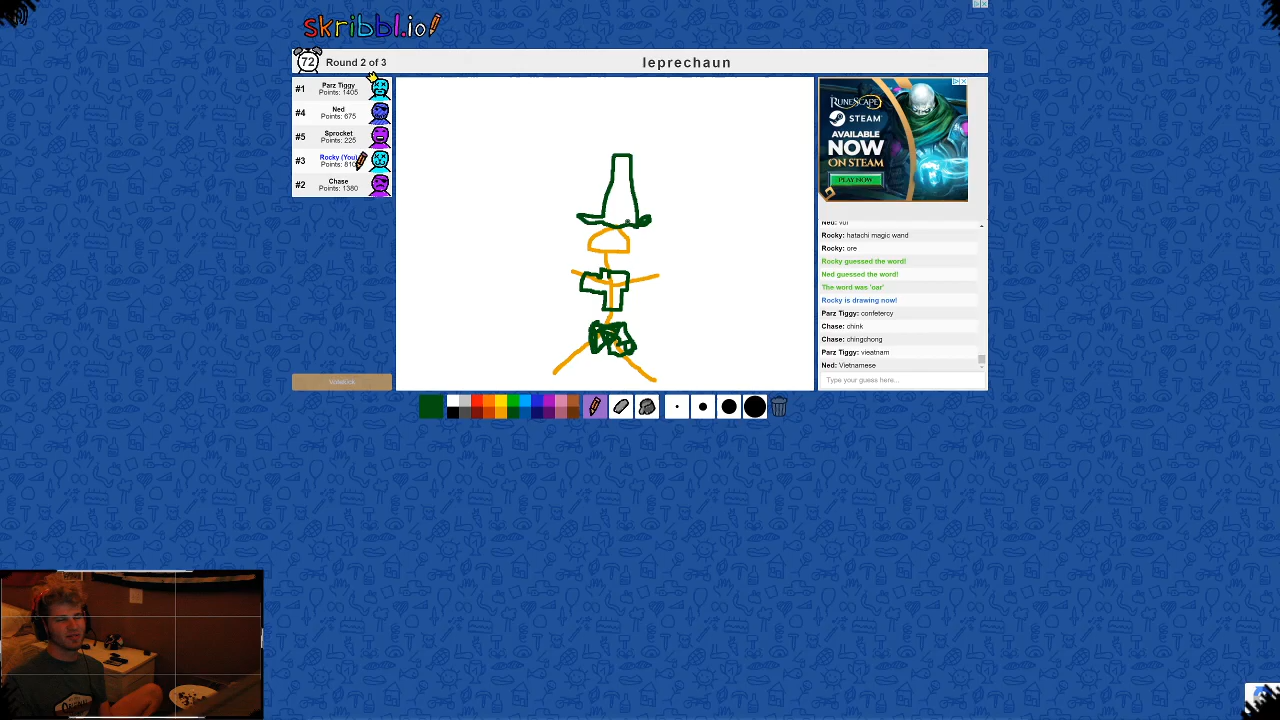 skribbl.io
72
Round 2 of 3
leprechaun
#1
Parz Tiggy
Points: 1405
#4
Ned
Points: 675
#5
Sprocket
Points: 225
#3
Rocky (You)
Points: 810
#2
Chase
Points: 1380
Votekick
RUNESCAPE
STEAM
AVAILABLE
NOW
ON STEAM
PLAY NOW
Rocky: hatachi magic wand
Rocky: ore
Rocky guessed the word!
Ned guessed the word!
The word was 'oar'
Rocky is drawing now!
Parz Tiggy: confetercy
Chase: chink
Chase: chingchong
Parz Tiggy: vieatnam
Ned: Vietnamese
Type your guess here...